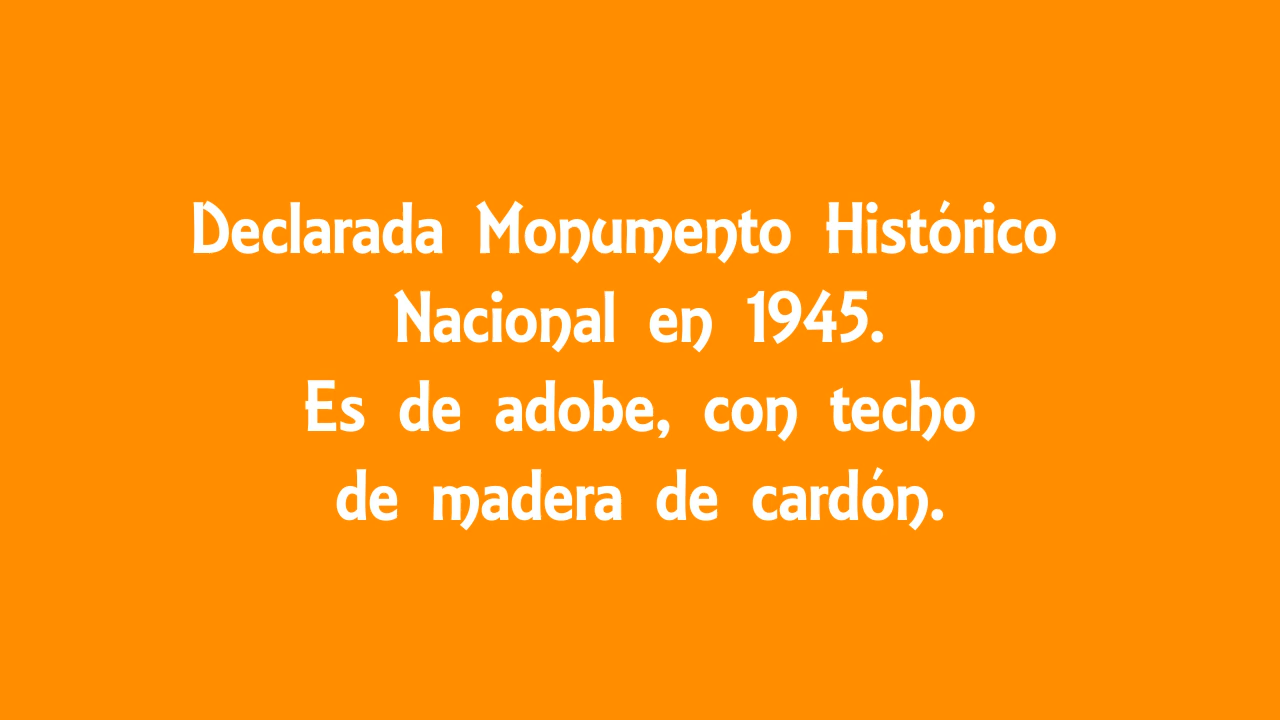 Declarada Monumento Histórico
Nacional en 1945.
Es de adobe, con techo
de madera de cardón.